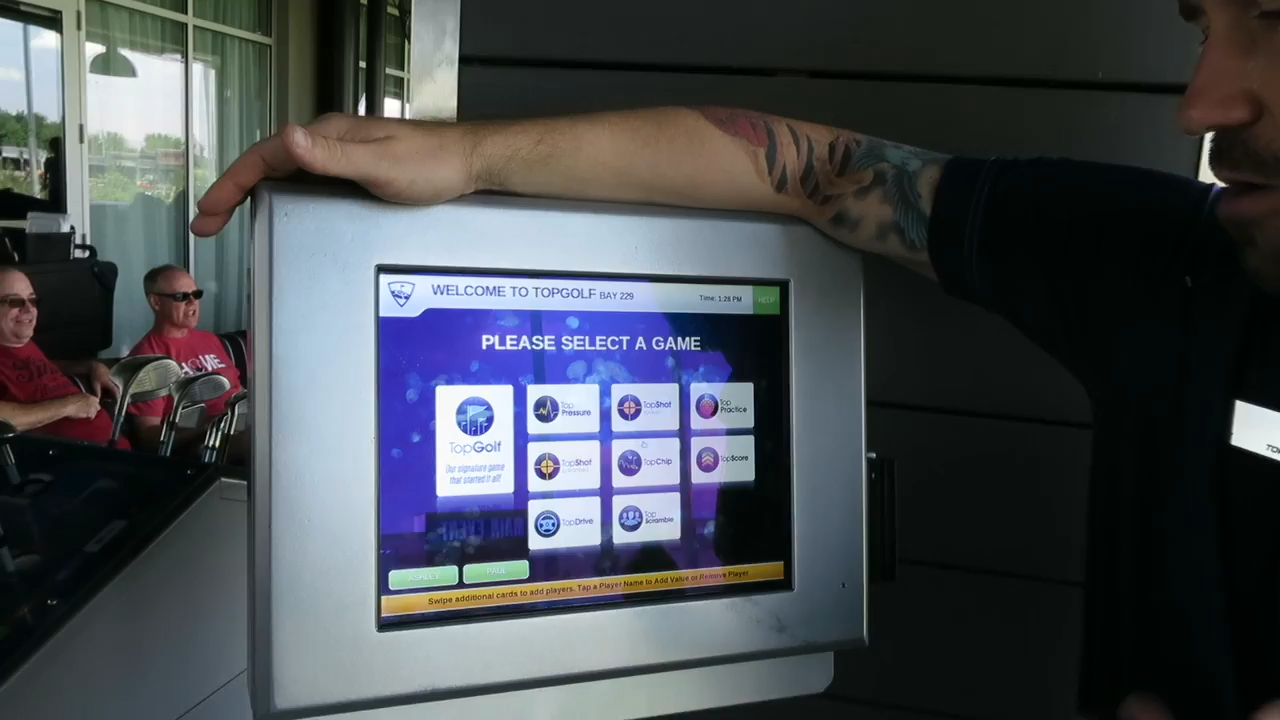 WELCOME TO TOPGOLF BAY 229
Time: 1:28 PM
HELP
PLEASE SELECT A GAME
TopGolf
Our signature game
that started it all!
Top
Pressure
TopShot
Top
Practice
TopShot
TopChip
TopScore
TopDrive
Top
Scramble
ASHLEY
PAUL
Swipe additional cards to add players. Tap a Player Name to Add Value or Remove Player